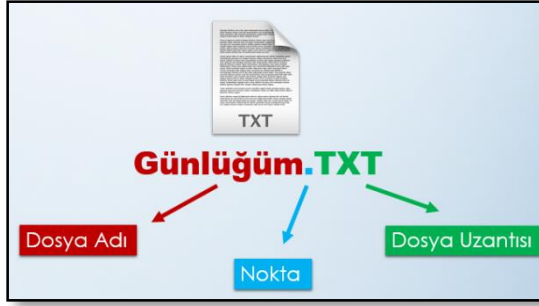 TXT
Günlüğüm.TXT
Dosya Adı
Dosya Uzantısı
Nokta